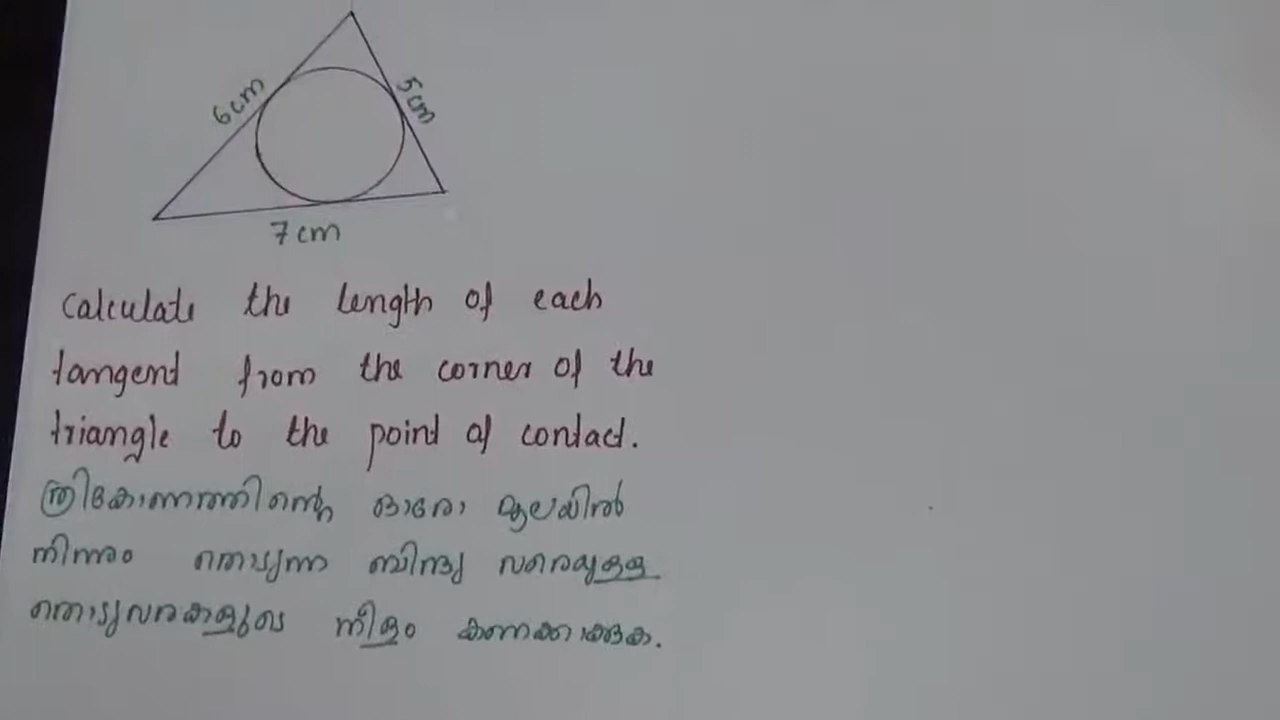 6cm
5cm
7cm
Calculate the length of each
tangent from the corner of the
triangle to the point of contact.
ത്രികോണത്തിന്റെ ഓരോ മൂലയിൽ
നിന്നും തൊടുന്ന ബിന്ദു വരെയുള്ള
തൊടുവരകളുടെ നീളം കണക്കാക്കുക.